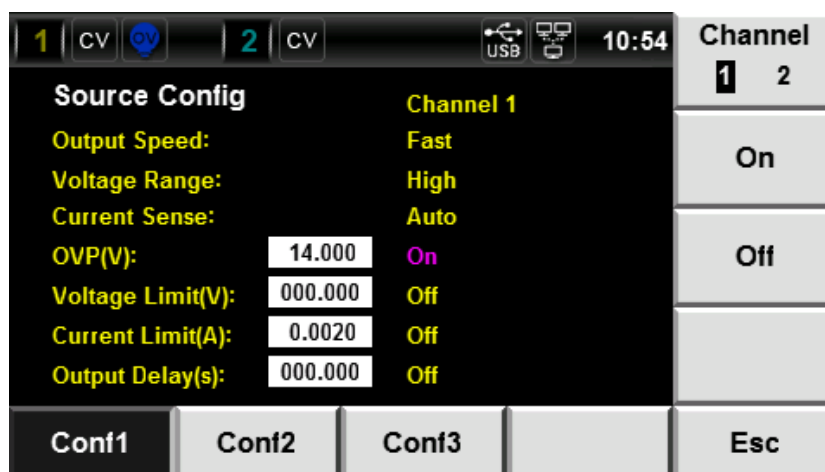 1 CV OV 2 CV USB 10:54
Channel
1 2
Source Config Channel 1
Output Speed: Fast
Voltage Range: High
Current Sense: Auto
OVP(V): 14.000 On
Voltage Limit(V): 000.000 Off
Current Limit(A): 0.0020 Off
Output Delay(s): 000.000 Off
On
Off
Conf1 Conf2 Conf3 Esc